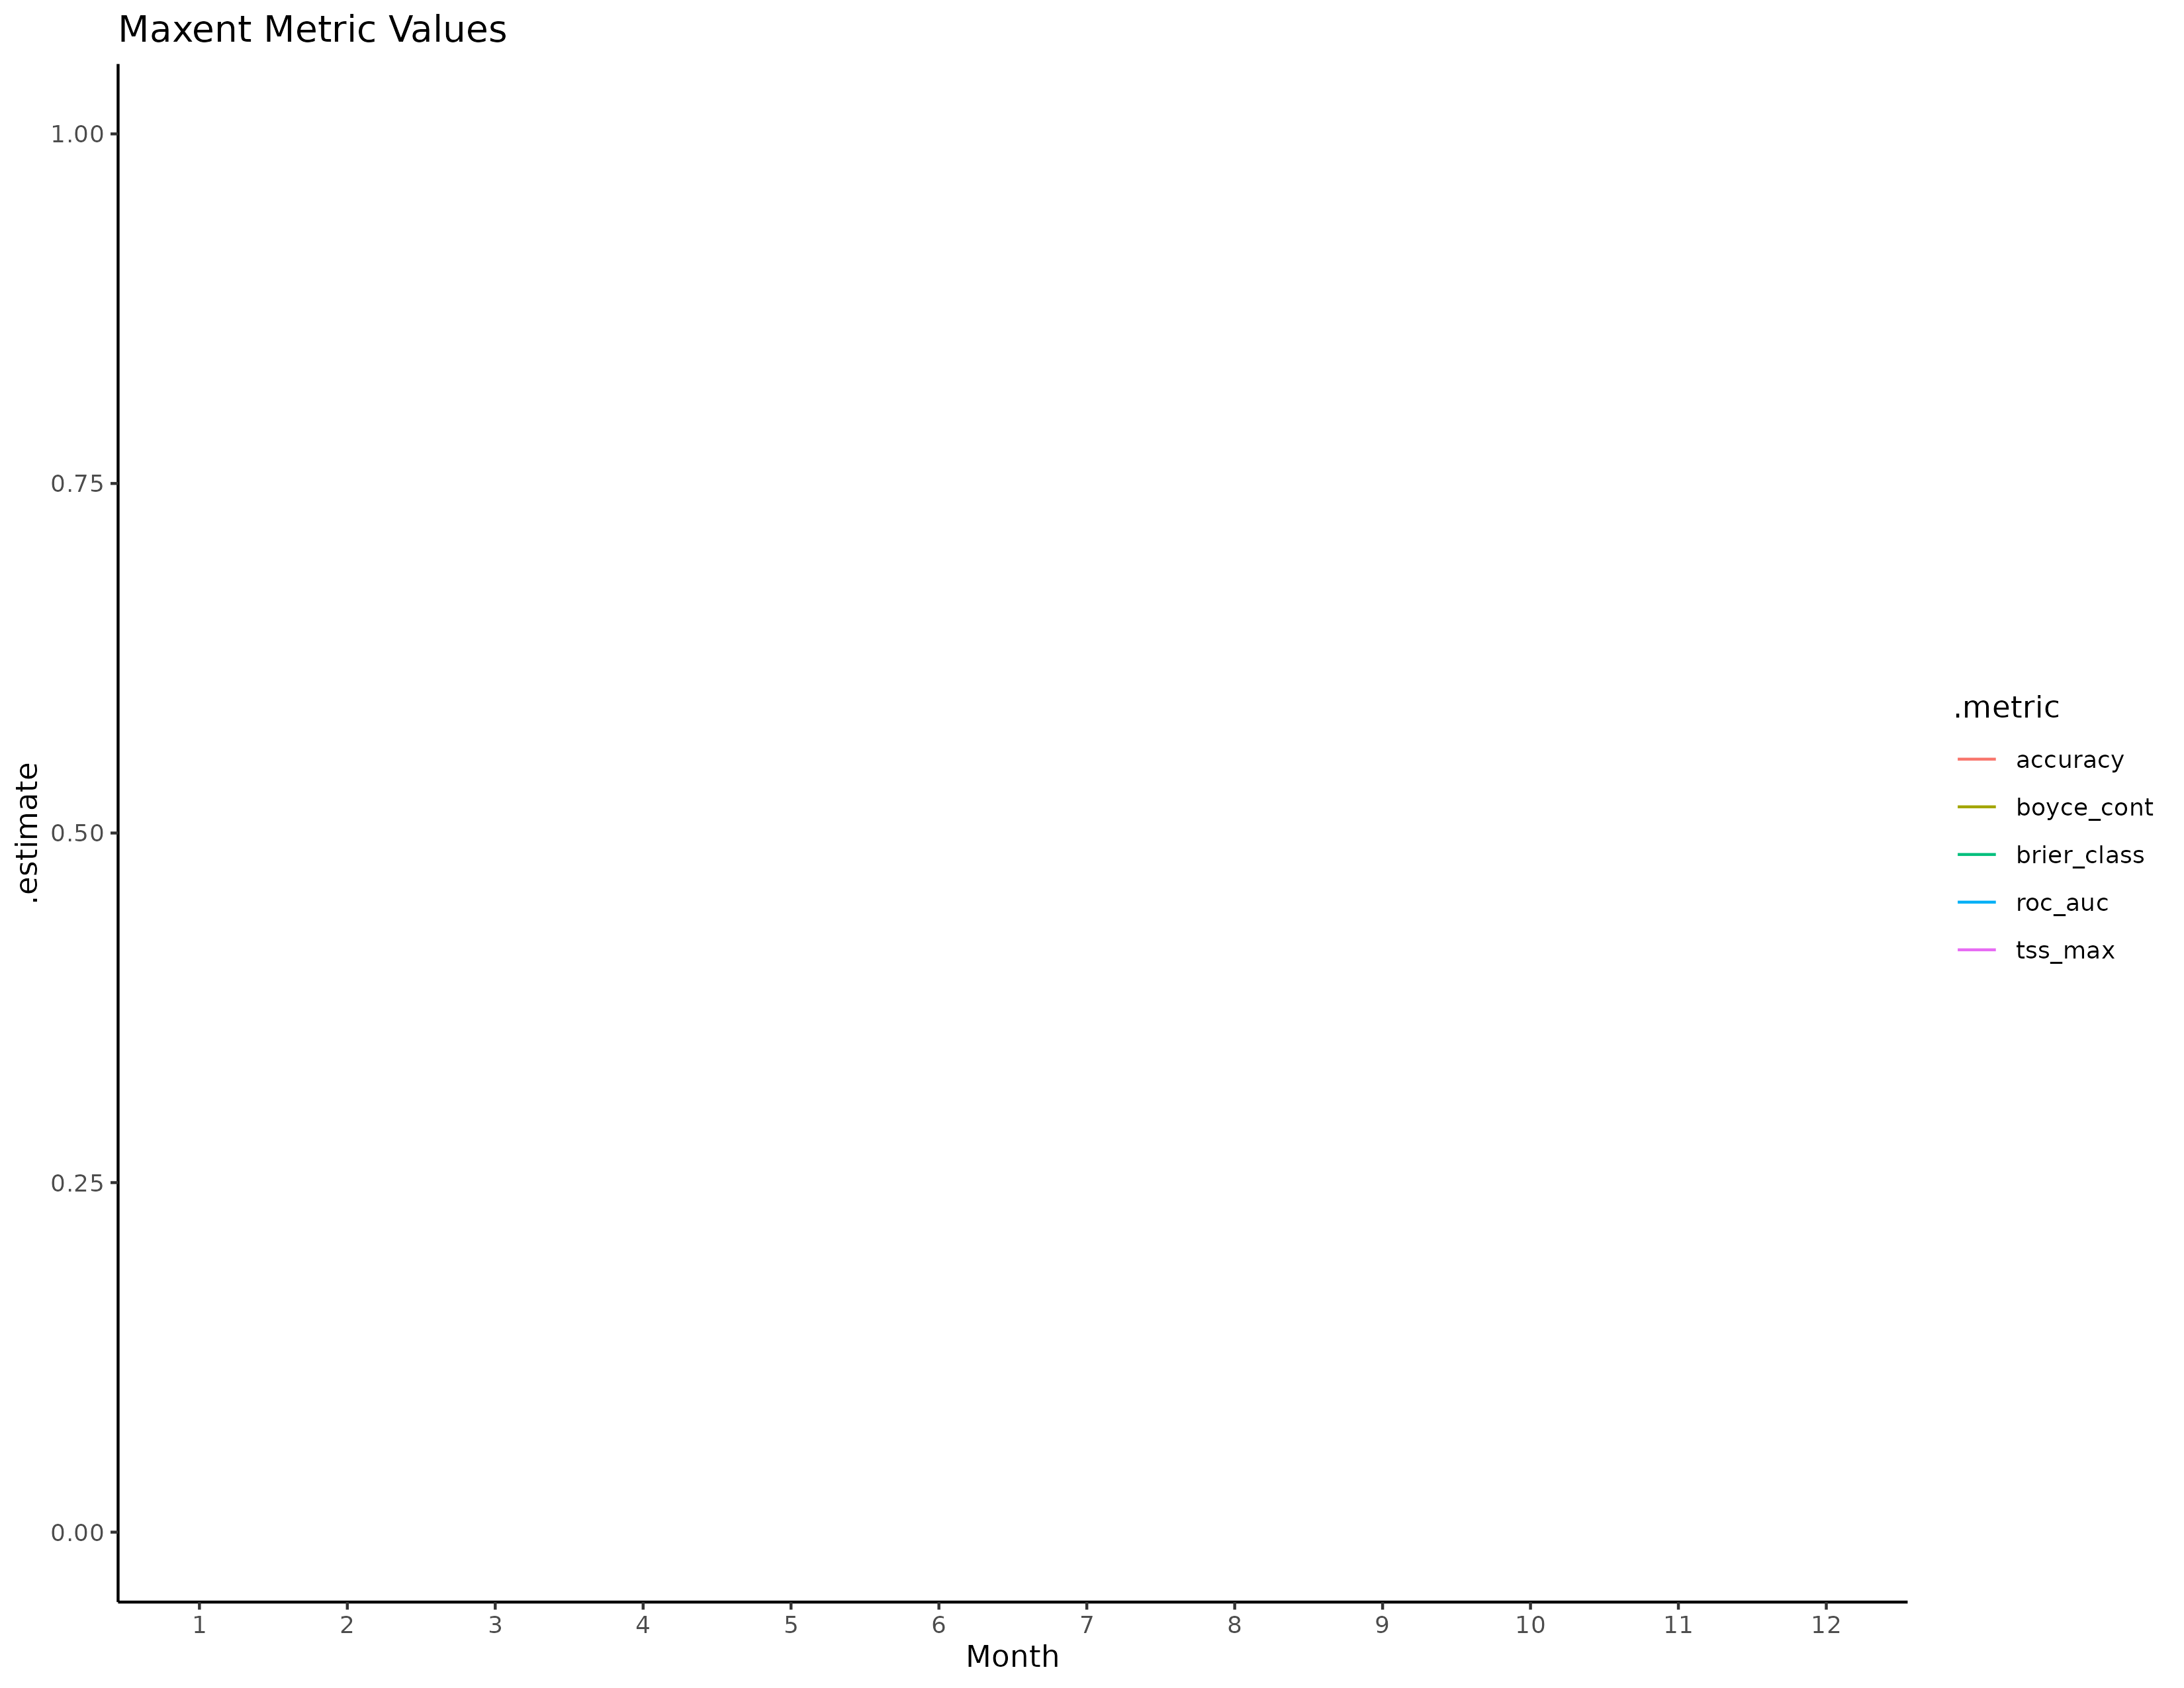 Maxent Metric Values
.estimate
1.00
0.75
0.50
0.25
0.00
1 2 3 4 5 6 7 8 9 10 11 12
Month
.metric
accuracy
boyce_cont
brier_class
roc_auc
tss_max